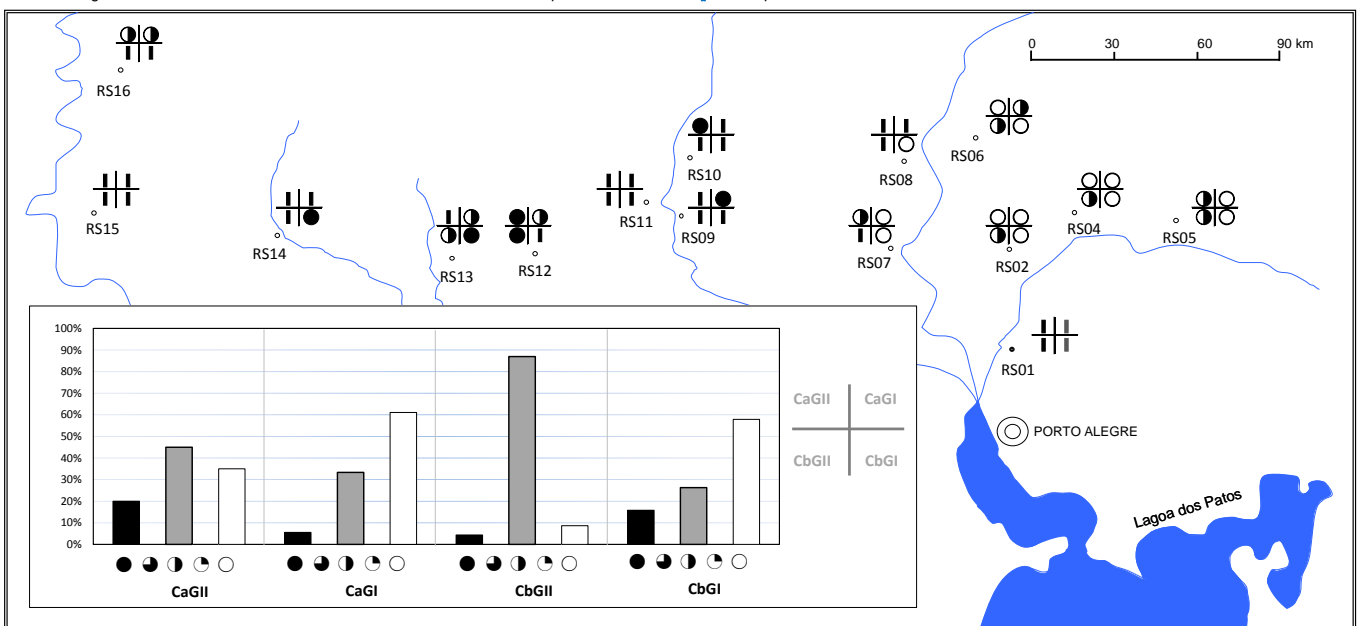 0 30 60 90 km
RS16
RS10
RS08
RS06
RS15
RS14
RS13
RS12
RS11
RS09
RS07
RS02
RS04
RS05
RS01
PORTO ALEGRE
Lagoa dos Patos
100%
90%
80%
70%
60%
50%
40%
30%
20%
10%
0%
CaGII CaGI CbGII CbGI
CaGII CaGI
CbGII CbGI